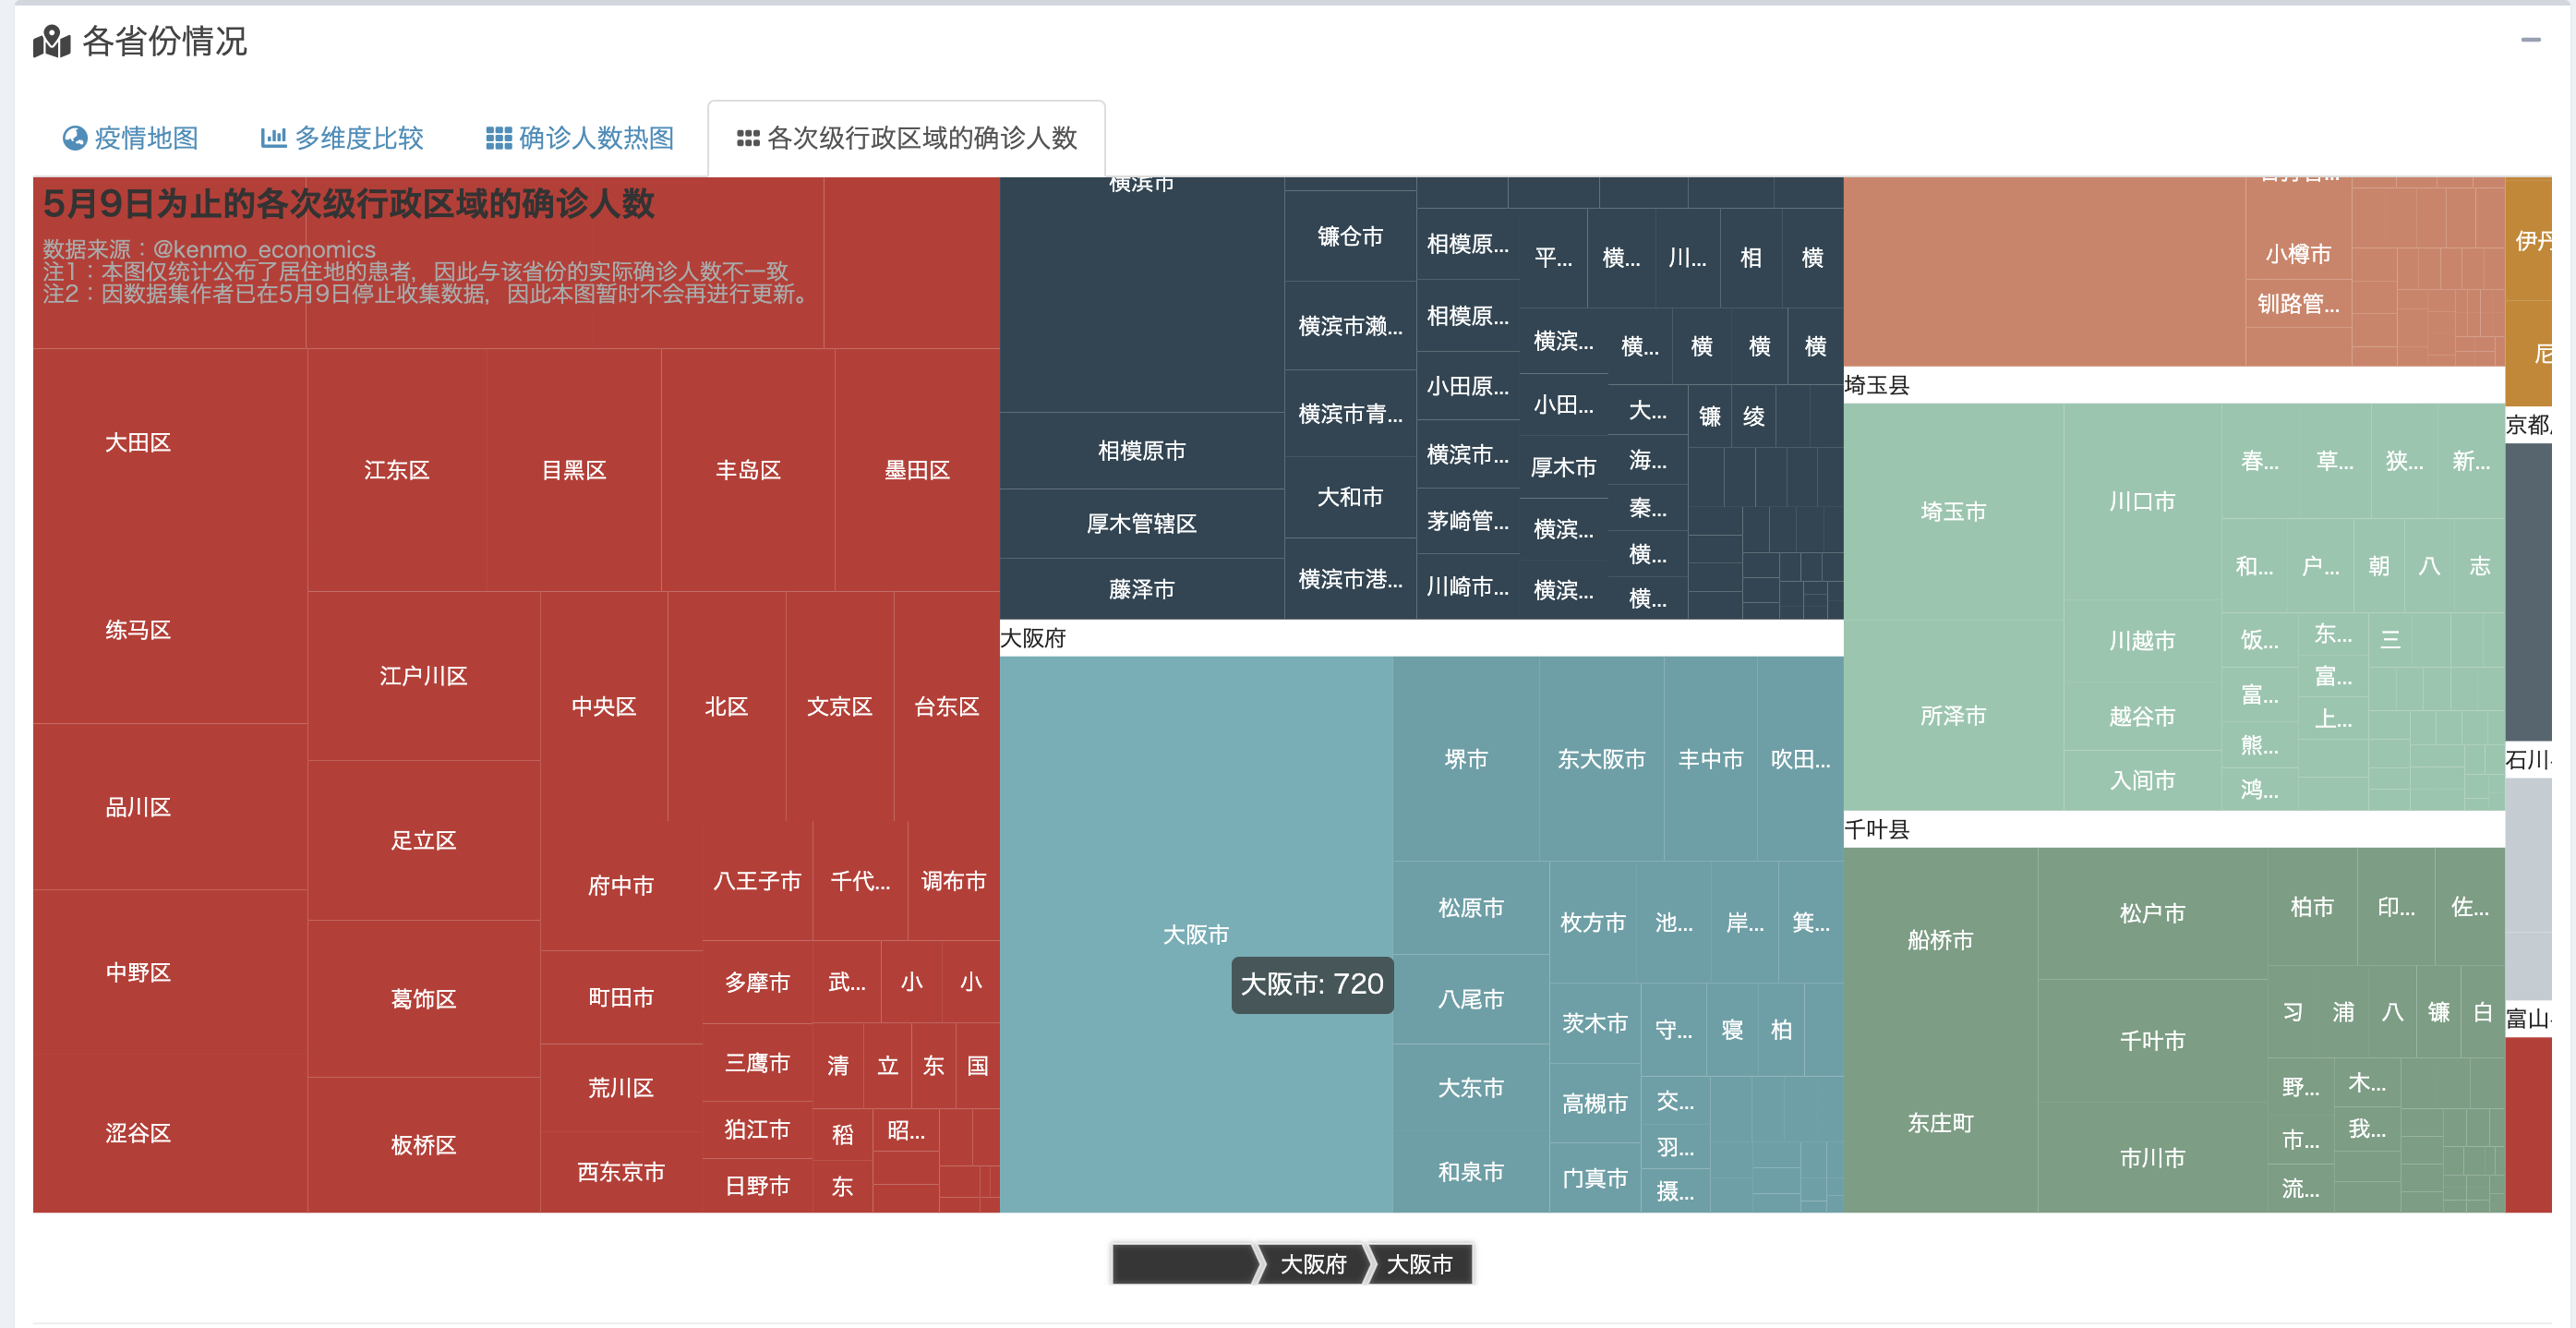 各省份情况
疫情地图
多维度比较
确诊人数热图
各次级行政区域的确诊人数
5月9日为止的各次级行政区域的确诊人数
数据来源：@kenmo_economics
注1：本图仅统计公布了居住地的患者，因此与该省份的实际确诊人数不一致
注2：因数据集作者已在5月9日停止收集数据，因此本图暂时不会再进行更新。
大田区
练马区
品川区
中野区
涩谷区
江东区
目黑区
丰岛区
墨田区
江户川区
足立区
葛饰区
板桥区
中央区
北区
文京区
台东区
府中市
町田市
荒川区
西东京市
八王子市
千代...
调布市
多摩市
武...
小
小
三鹰市
清
立
东
国
狛江市
稻
昭...
日野市
东
横滨市
相模原市
厚木管辖区
藤泽市
镰仓市
横滨市濑...
横滨市青...
大和市
横滨市港...
相模原...
相模原...
小田原...
横滨市...
茅崎管...
川崎市...
平...
横...
川...
相
横
横滨...
横...
横
横
横
小田...
大...
镰
绫
厚木市
海...
横滨...
秦...
横...
横滨...
横...
大阪府
大阪市
大阪市: 720
堺市
东大阪市
丰中市
吹田...
松原市
八尾市
大东市
和泉市
枚方市
池...
岸...
箕...
茨木市
守...
寝
柏
高槻市
交...
羽...
门真市
摄...
小樽市
钏路管...
埼玉县
埼玉市
所泽市
川口市
川越市
越谷市
入间市
春...
草...
狭...
新...
和...
户...
朝
八
志
饭...
东...
三
富...
富...
上...
熊...
鸿...
千叶县
船桥市
东庄町
松户市
千叶市
市川市
柏市
印...
佐...
习
浦
八
镰
白
野...
木...
市...
我...
流...
伊丹
尼
京都
石川
富山
大阪府
大阪市